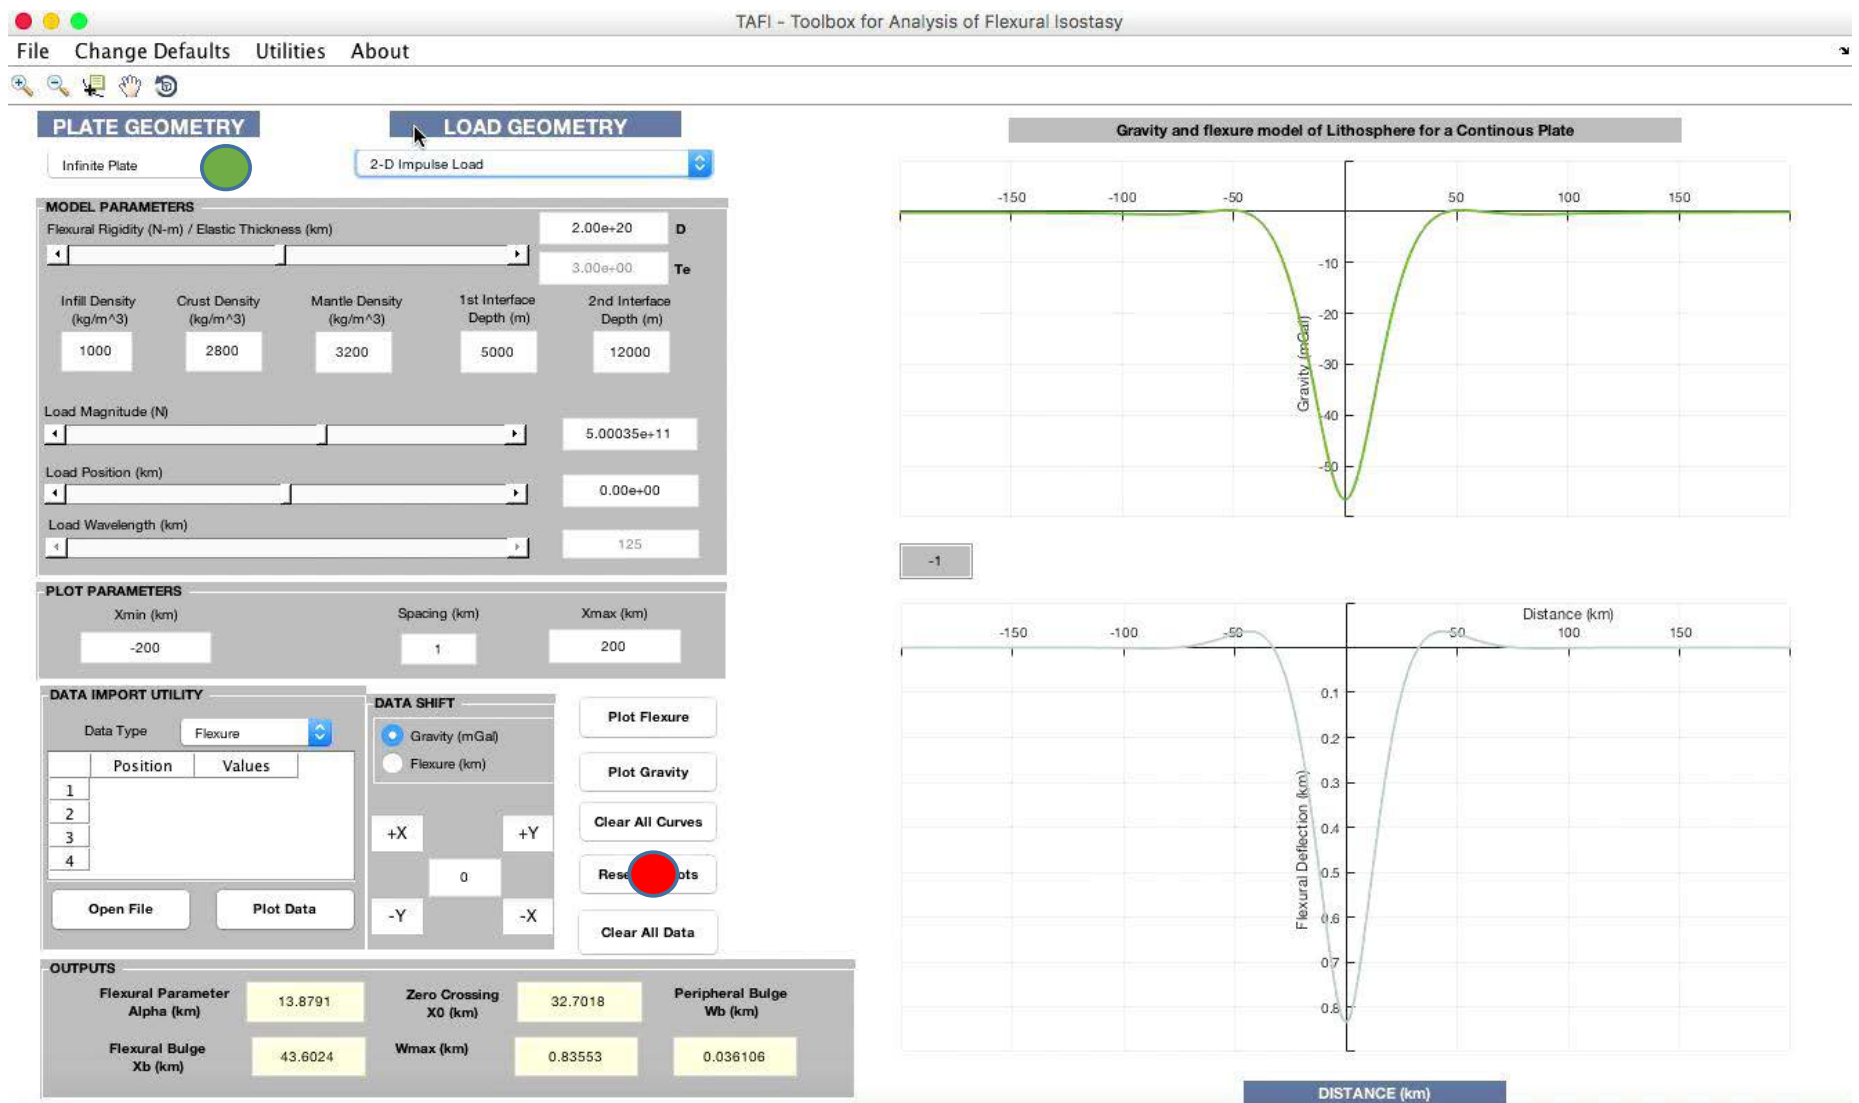 TAFI - Toolbox for Analysis of Flexural Isostasy
File Change Defaults Utilities About
PLATE GEOMETRY
LOAD GEOMETRY
Infinite Plate
2-D Impulse Load
MODEL PARAMETERS
Flexural Rigidity (N-m) / Elastic Thickness (km)
2.00e+20 D
3.00e+00 Te
Infill Density
(kg/m^3)
1000
Crust Density
(kg/m^3)
2800
Mantle Density
(kg/m^3)
3200
1st Interface
Depth (m)
5000
2nd Interface
Depth (m)
12000
Load Magnitude (N)
5.00035e+11
Load Position (km)
0.00e+00
Load Wavelength (km)
125
PLOT PARAMETERS
Xmin (km)
-200
Spacing (km)
1
Xmax (km)
200
DATA IMPORT UTILITY
Data Type Flexure
Position Values
1
2
3
4
Open File
Plot Data
DATA SHIFT
Gravity (mGal)
Flexure (km)
+X +Y
0
-Y -X
Plot Flexure
Plot Gravity
Clear All Curves
Rese ots
Clear All Data
OUTPUTS
Flexural Parameter
Alpha (km)
13.8791
Zero Crossing
X0 (km)
32.7018
Peripheral Bulge
Wb (km)
Flexural Bulge
Xb (km)
43.6024
Wmax (km)
0.83553
0.036106
Gravity and flexure model of Lithosphere for a Continous Plate
-150 -100 -50 50 100 150
-10
-20
-30
-40
-50
Gravity (mGal)
-1
Distance (km)
-150 -100 -50 50 100 150
0.1
0.2
0.3
0.4
0.5
0.6
0.7
0.8
Flexural Deflection (km)
DISTANCE (km)